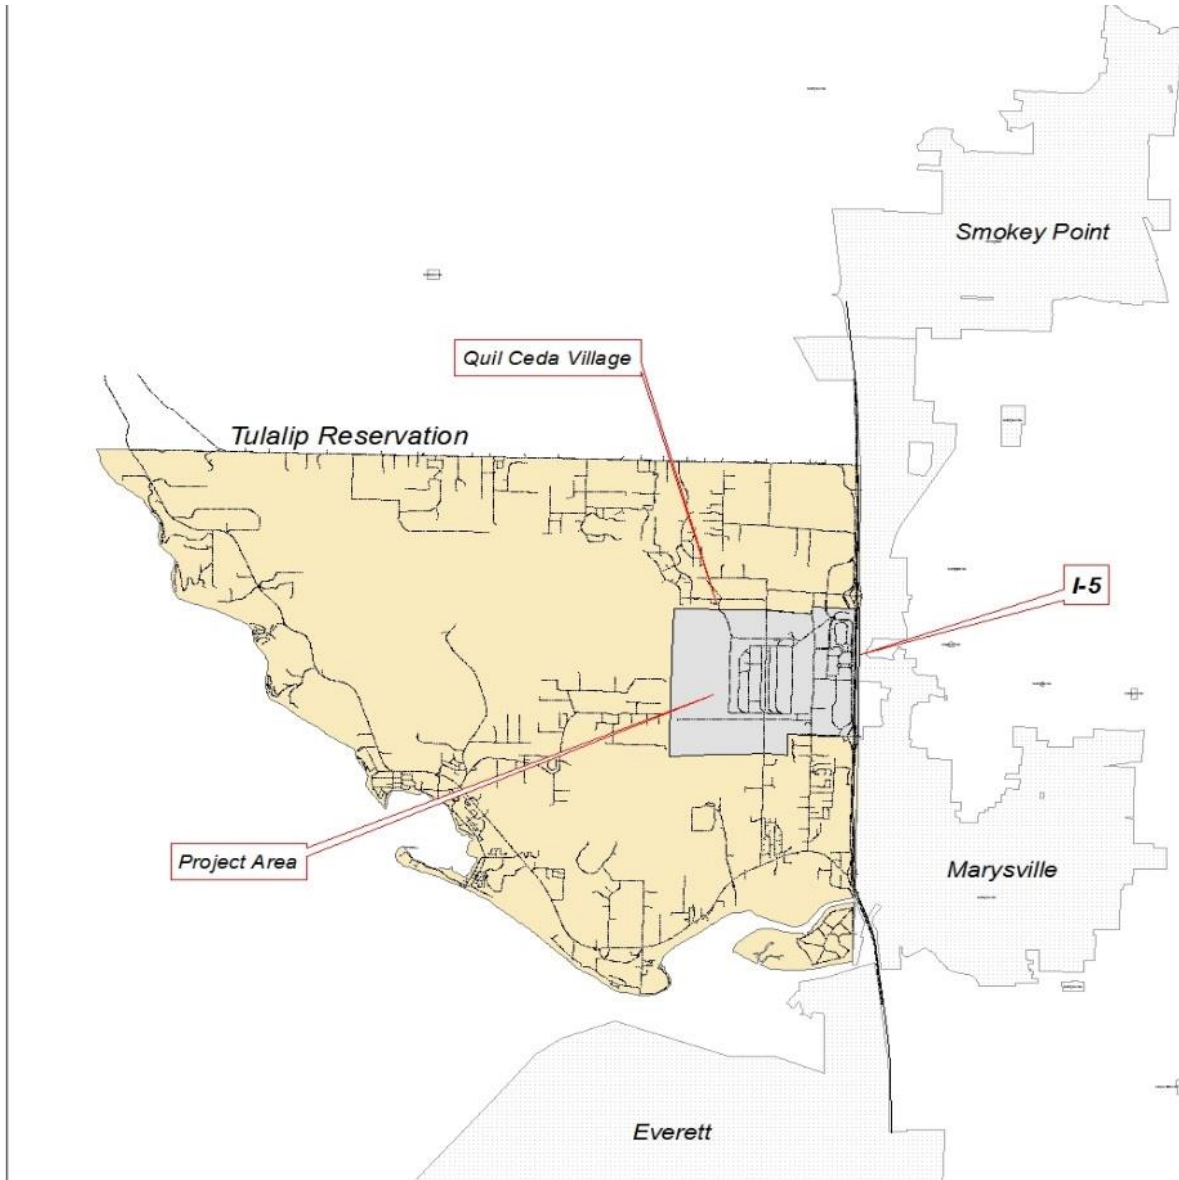 Smokey Point
Quil Ceda Village
Tulalip Reservation
I-5
Project Area
Marysville
Everett